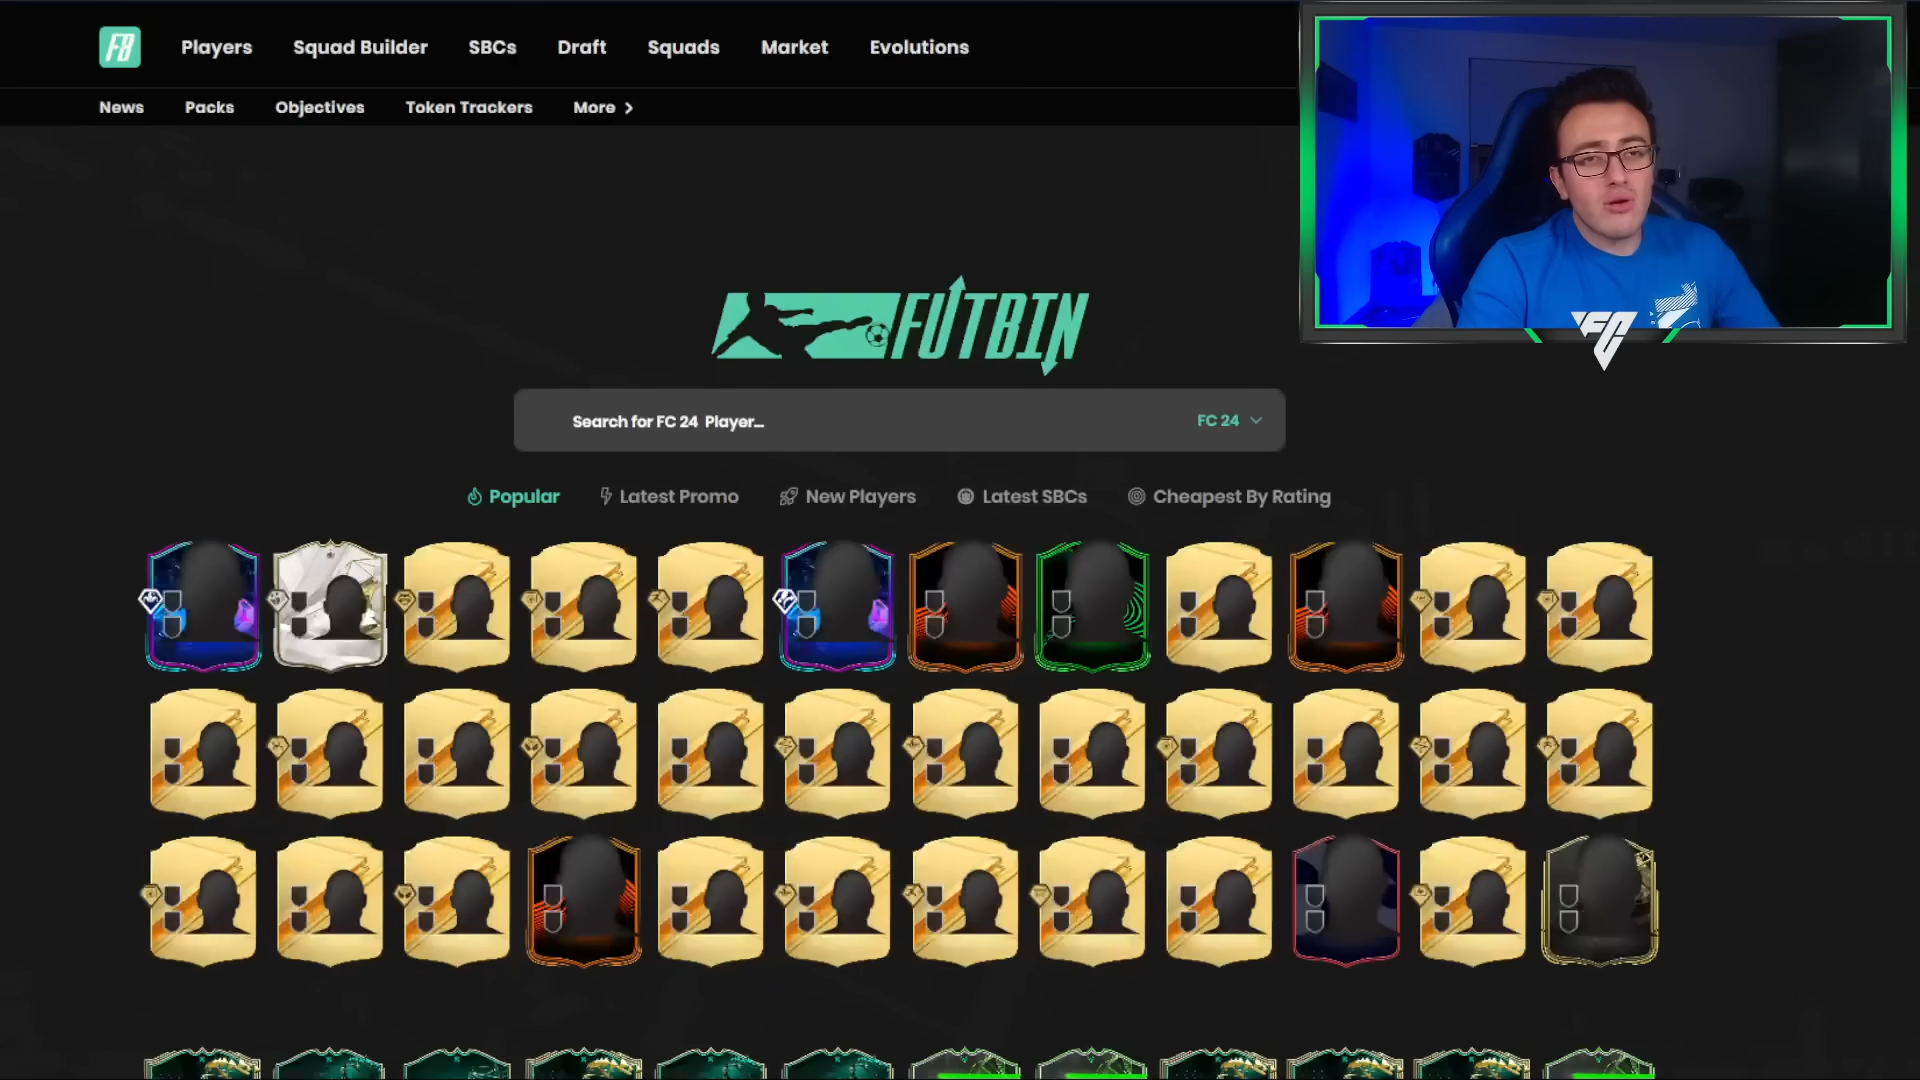 Players Squad Builder SBCs Draft Squads Market Evolutions
News Packs Objectives Token Trackers More
FUTBIN
Search for FC 24 Player...
FC 24
Popular Latest Promo New Players Latest SBCs Cheapest By Rating